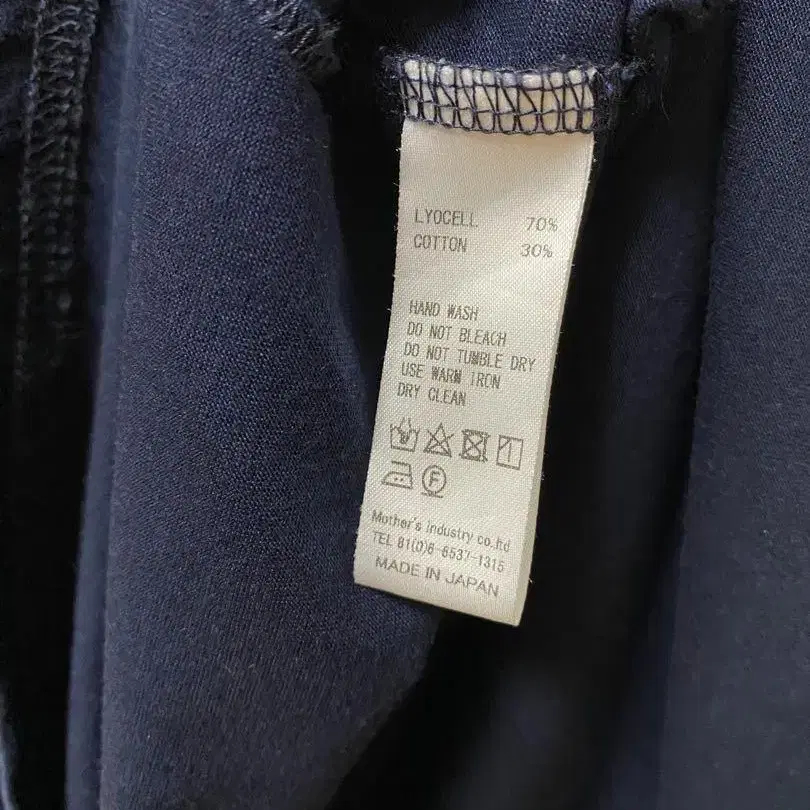 LYOCELL 70%
COTTON 30%
HAND WASH
DO NOT BLEACH
DO NOT TUMBLE DRY
USE WARM IRON
DRY CLEAN
F
Mother's industry co.,ltd
TEL 81(0)6-6537-1315
MADE IN JAPAN